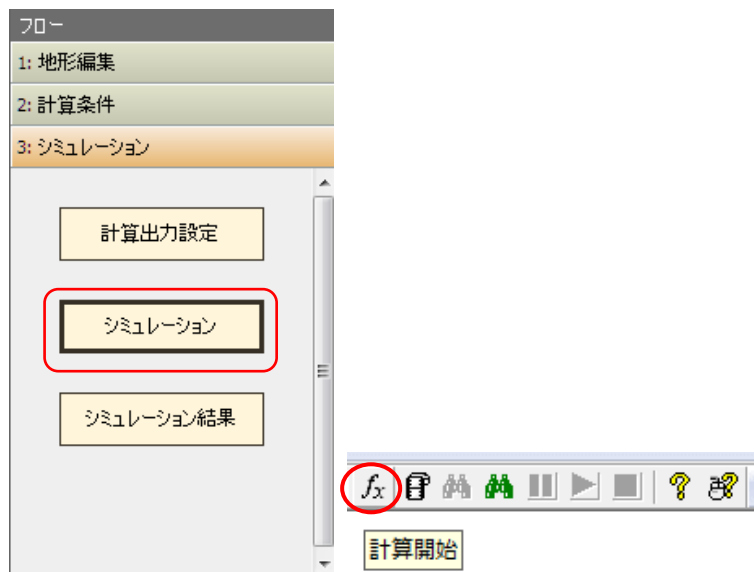 フロー
1: 地形編集
2: 計算条件
3: シミュレーション
計算出力設定
シミュレーション
シミュレーション結果
fx
計算開始